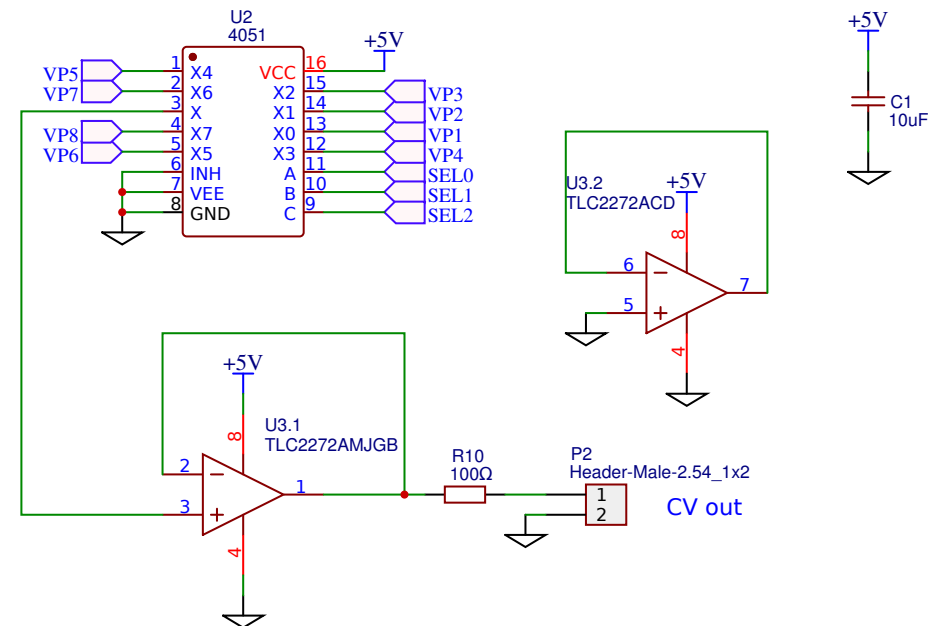 U2
4051
+5V
+5V
VP5 1 X4 VCC 16
VP7 2 X6 X2 15 VP3
3 X X1 14 VP2
VP8 4 X7 X0 13 VP1
VP6 5 X5 X3 12 VP4
6 INH A 11 SEL0
7 VEE B 10 SEL1
8 GND C 9 SEL2
C1
10uF
U3.2
TLC2272ACD
+5V
8
6
7
5
4
+5V
U3.1
TLC2272AMJGB
8
2
1
3
4
R10
100Ω
P2
Header-Male-2.54_1x2
1
2
CV out